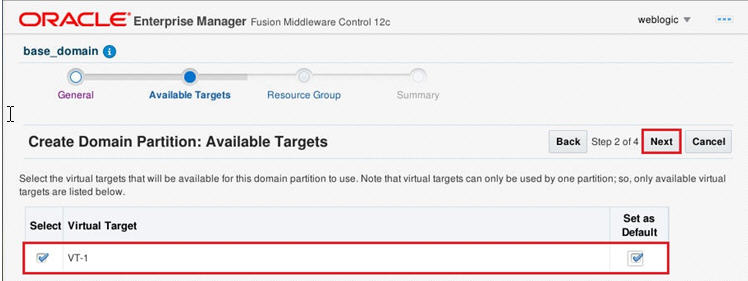 ORACLE® Enterprise Manager Fusion Middleware Control 12c weblogic
base_domain
General Available Targets Resource Group Summary
Create Domain Partition: Available Targets Back Step 2 of 4 Next Cancel
Select the virtual targets that will be available for this domain partition to use. Note that virtual targets can only be used by one partition; so, only available virtual
targets are listed below.
Select Virtual Target Set as
Default
VT-1